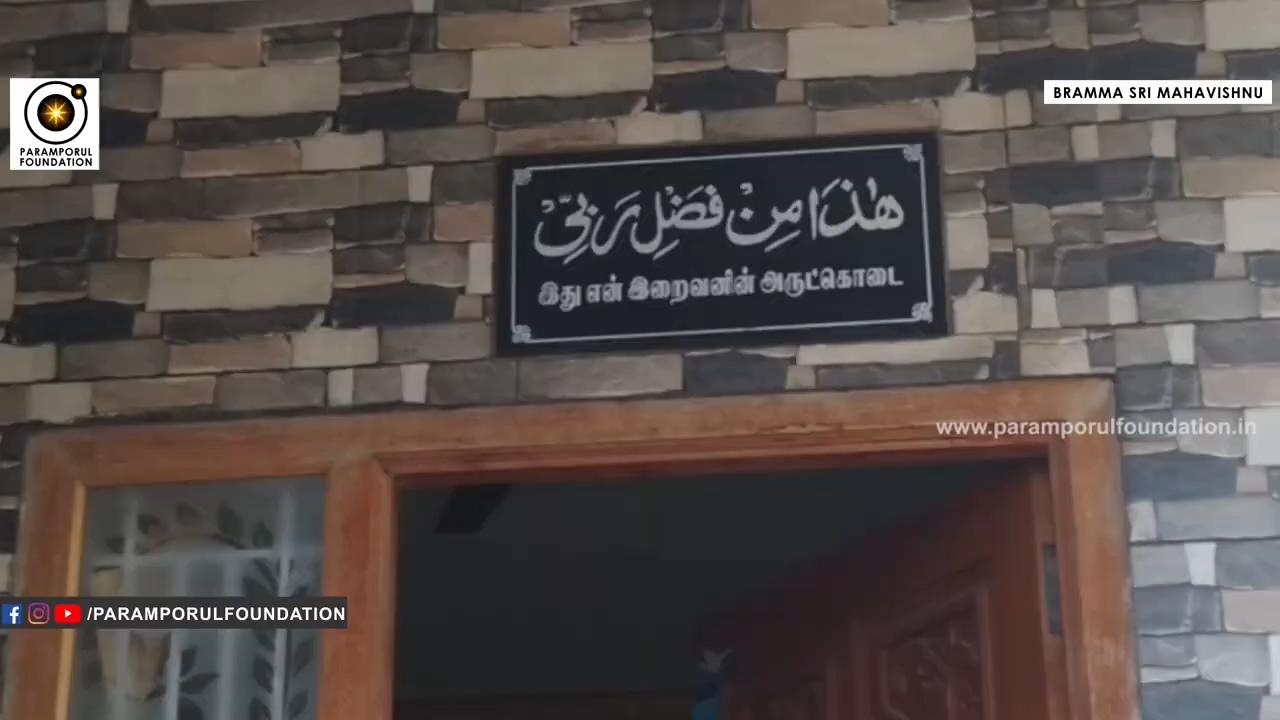 PARAMPORUL
FOUNDATION
BRAMMA SRI MAHAVISHNU
هٰذَا مِنْ فَضْلِ رَبِّيْ
இது என் இறைவனின் அருட்கொடை
www.paramporulfoundation.in
/PARAMPORULFOUNDATION